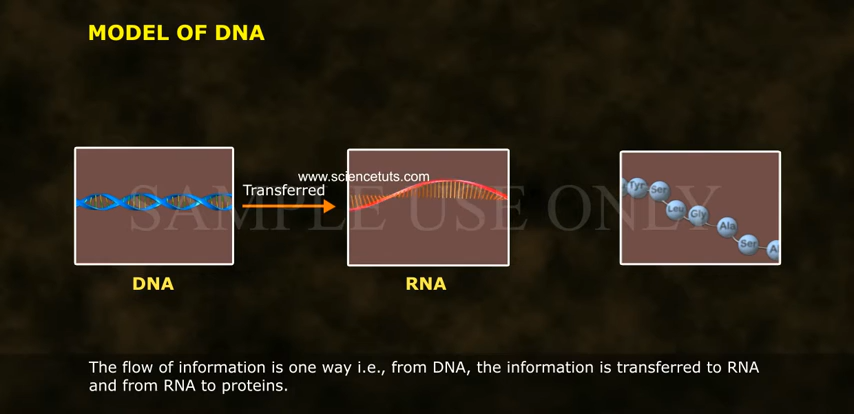 MODEL OF DNA
www.sciencetuts.com
Transferred
SAMPLE USE ONLY
Tyr Ser
Leu Gly
Ala
Ser
DNA
RNA
The flow of information is one way i.e., from DNA, the information is transferred to RNA
and from RNA to proteins.